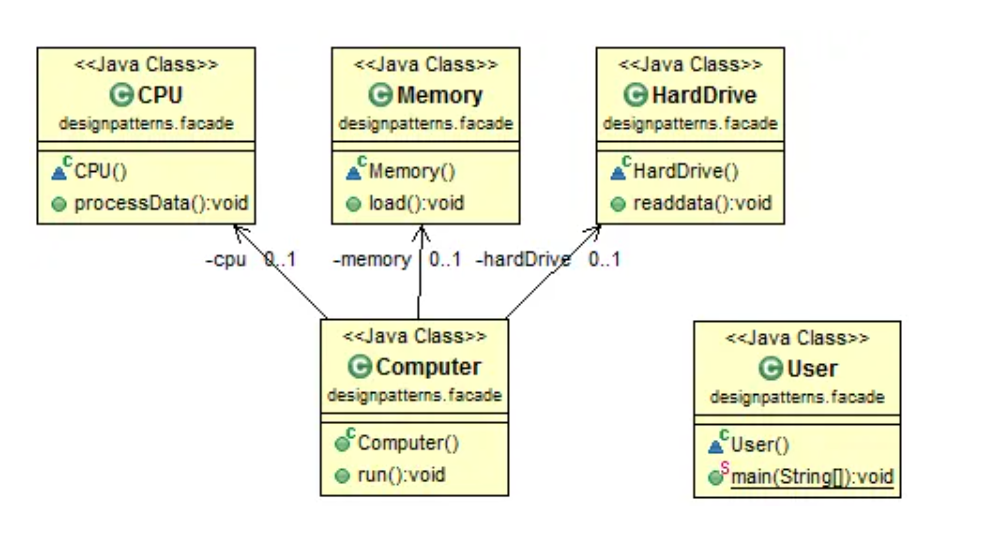 <<Java Class>>
C CPU
designpatterns.facade
C CPU()
processData():void
<<Java Class>>
C Memory
designpatterns.facade
C Memory()
load():void
<<Java Class>>
C HardDrive
designpatterns.facade
C HardDrive()
readdata():void
-cpu 0..1
-memory 0..1
-hardDrive 0..1
<<Java Class>>
C Computer
designpatterns.facade
C Computer()
run():void
<<Java Class>>
C User
designpatterns.facade
C User()
S main(String[]):void